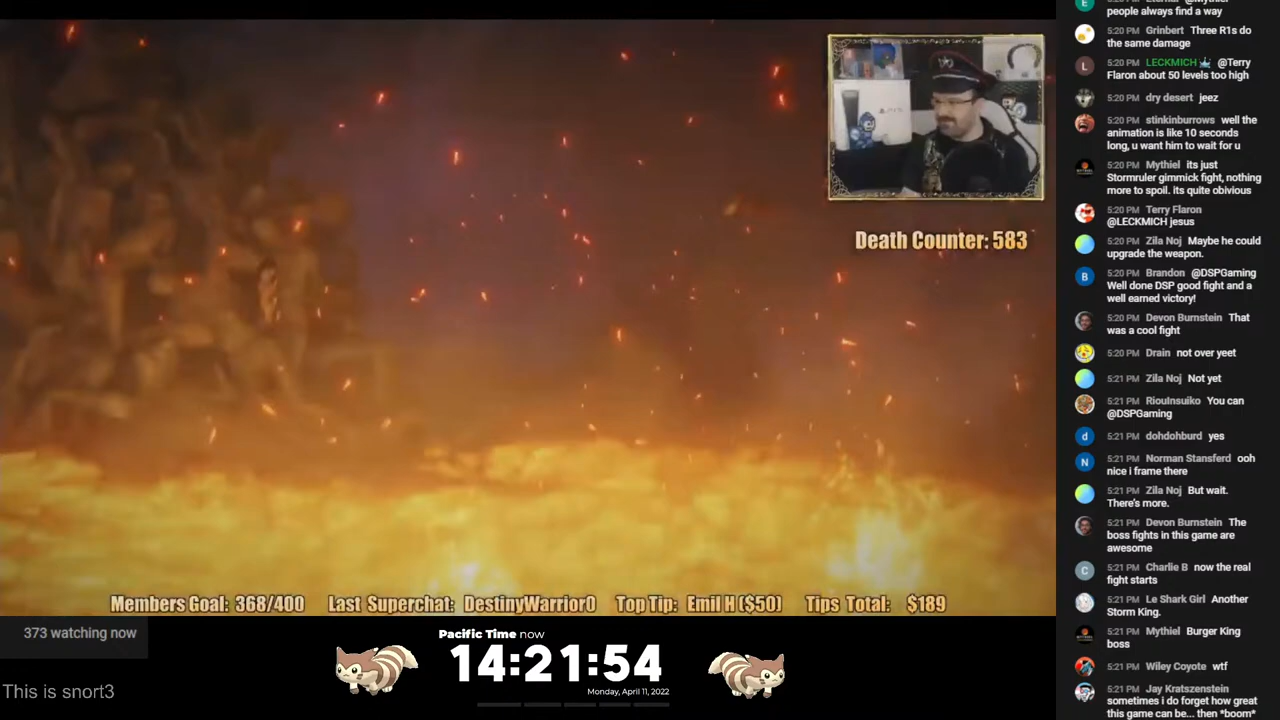 Death Counter: 583
Members Goal: 368/400 Last Superchat: DestinyWarrior0 Top Tip: Emil H ($50) Tips Total: $189
373 watching now
This is snort3
Pacific Time now
14:21:54
Monday, April 11, 2022
people always find a way
5:20 PM Grinbert Three R1s do
the same damage
5:20 PM LECKMICH @Terry
Flaron about 50 levels too high
5:20 PM dry desert jeez
5:20 PM stinkinburrows well the
animation is like 10 seconds
long, u want him to wait for u
5:20 PM Mythiel its just
Stormruler gimmick fight, nothing
more to spoil. its quite obivious
5:20 PM Terry Flaron
@LECKMICH jesus
5:20 PM Zila Noj Maybe he could
upgrade the weapon.
5:20 PM Brandon @DSPGaming
Well done DSP good fight and a
well earned victory!
5:20 PM Devon Burnstein That
was a cool fight
5:20 PM Drain not over yeet
5:21 PM Zila Noj Not yet
5:21 PM RiouInsuiko You can
@DSPGaming
5:21 PM dohdohburd yes
5:21 PM Norman Stansferd ooh
nice i frame there
5:21 PM Zila Noj But wait.
There's more.
5:21 PM Devon Burnstein The
boss fights in this game are
awesome
5:21 PM Charlie B now the real
fight starts
5:21 PM Le Shark Girl Another
Storm King.
5:21 PM Mythiel Burger King
boss
5:21 PM Wiley Coyote wtf
5:21 PM Jay Kratszenstein
sometimes i do forget how great
this game can be... then *boom*